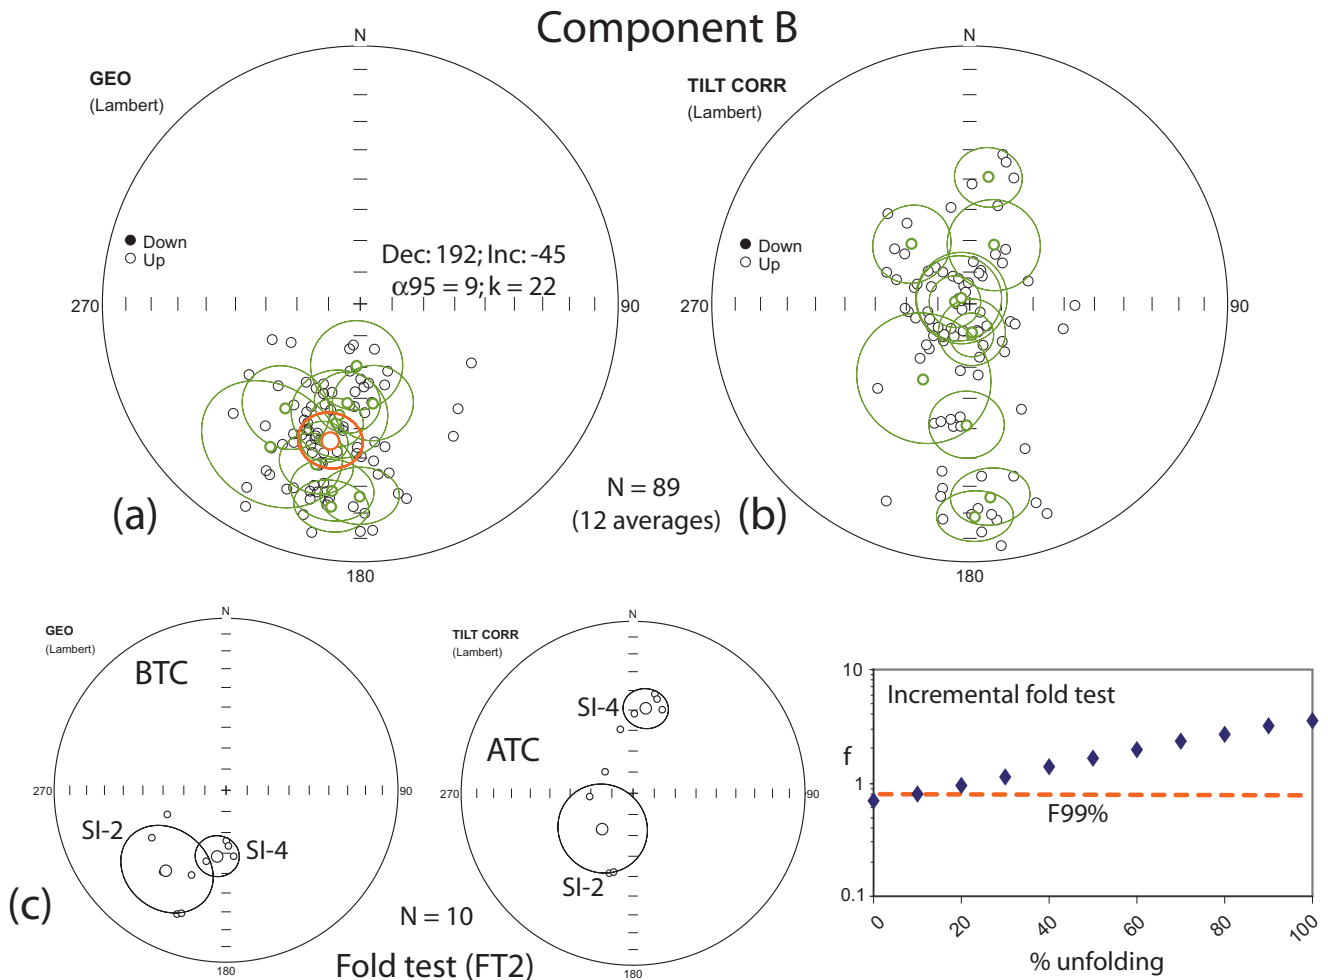 Component B
N
GEO
(Lambert)
Down
Up
Dec: 192; Inc: -45
α95 = 9; k = 22
270
90
180
(a)
N = 89
(12 averages)
N
TILT CORR
(Lambert)
Down
Up
270
90
180
(b)
N
GEO
(Lambert)
BTC
270
90
SI-2
SI-4
180
(c)
N = 10
Fold test (FT2)
N
TILT CORR
(Lambert)
SI-4
ATC
270
90
SI-2
180
Incremental fold test
10
1
0.1
f
F99%
0
20
40
60
80
100
% unfolding